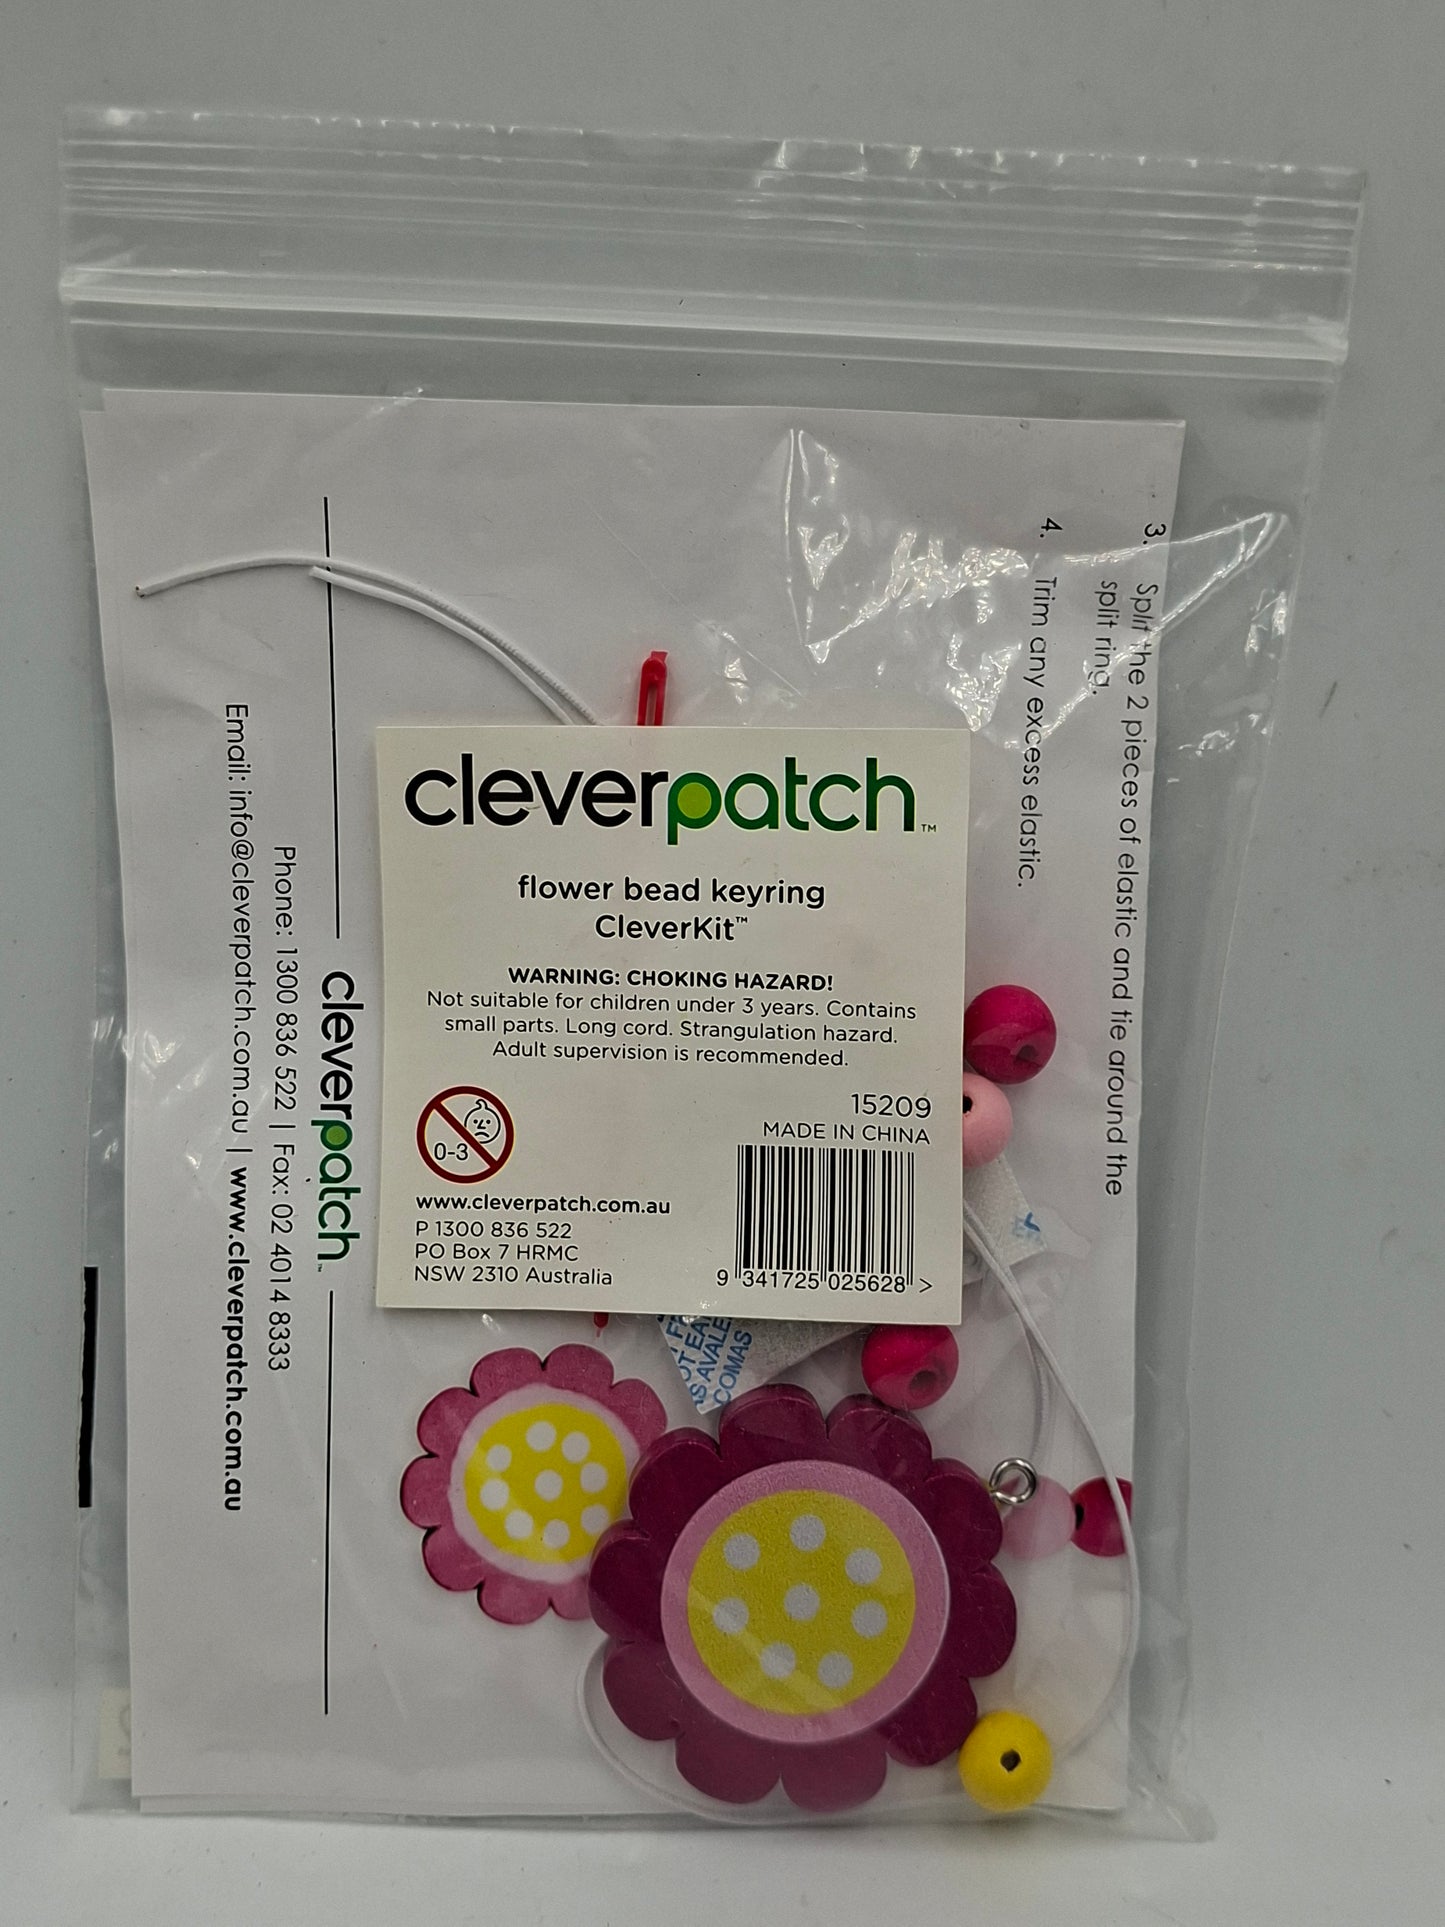 cleverpatch™
flower bead keyring
CleverKit™
WARNING: CHOKING HAZARD!
Not suitable for children under 3 years. Contains
small parts. Long cord. Strangulation hazard.
Adult supervision is recommended.
0-3
15209
MADE IN CHINA
www.cleverpatch.com.au
P 1300 836 522
PO Box 7 HRMC
NSW 2310 Australia
9 341725 025628 >
3. Split the 2 pieces of elastic and tie around the
split ring.
4. Trim any excess elastic.
cleverpatch™
Phone: 1300 836 522 | Fax: 02 4014 8333
Email: info@cleverpatch.com.au | www.cleverpatch.com.au
COMAS